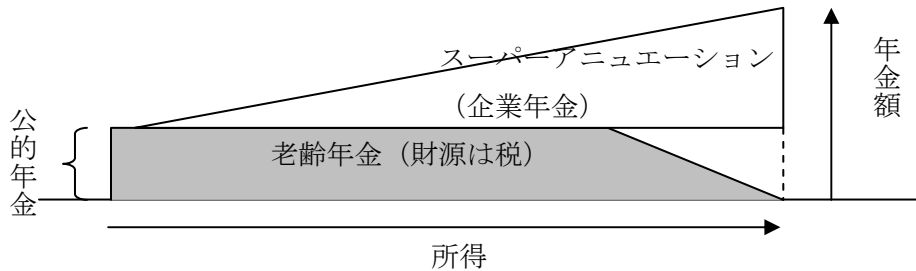 スーパーアニュエーション
（企業年金）
老齢年金（財源は税）
公的年金
年金額
所得